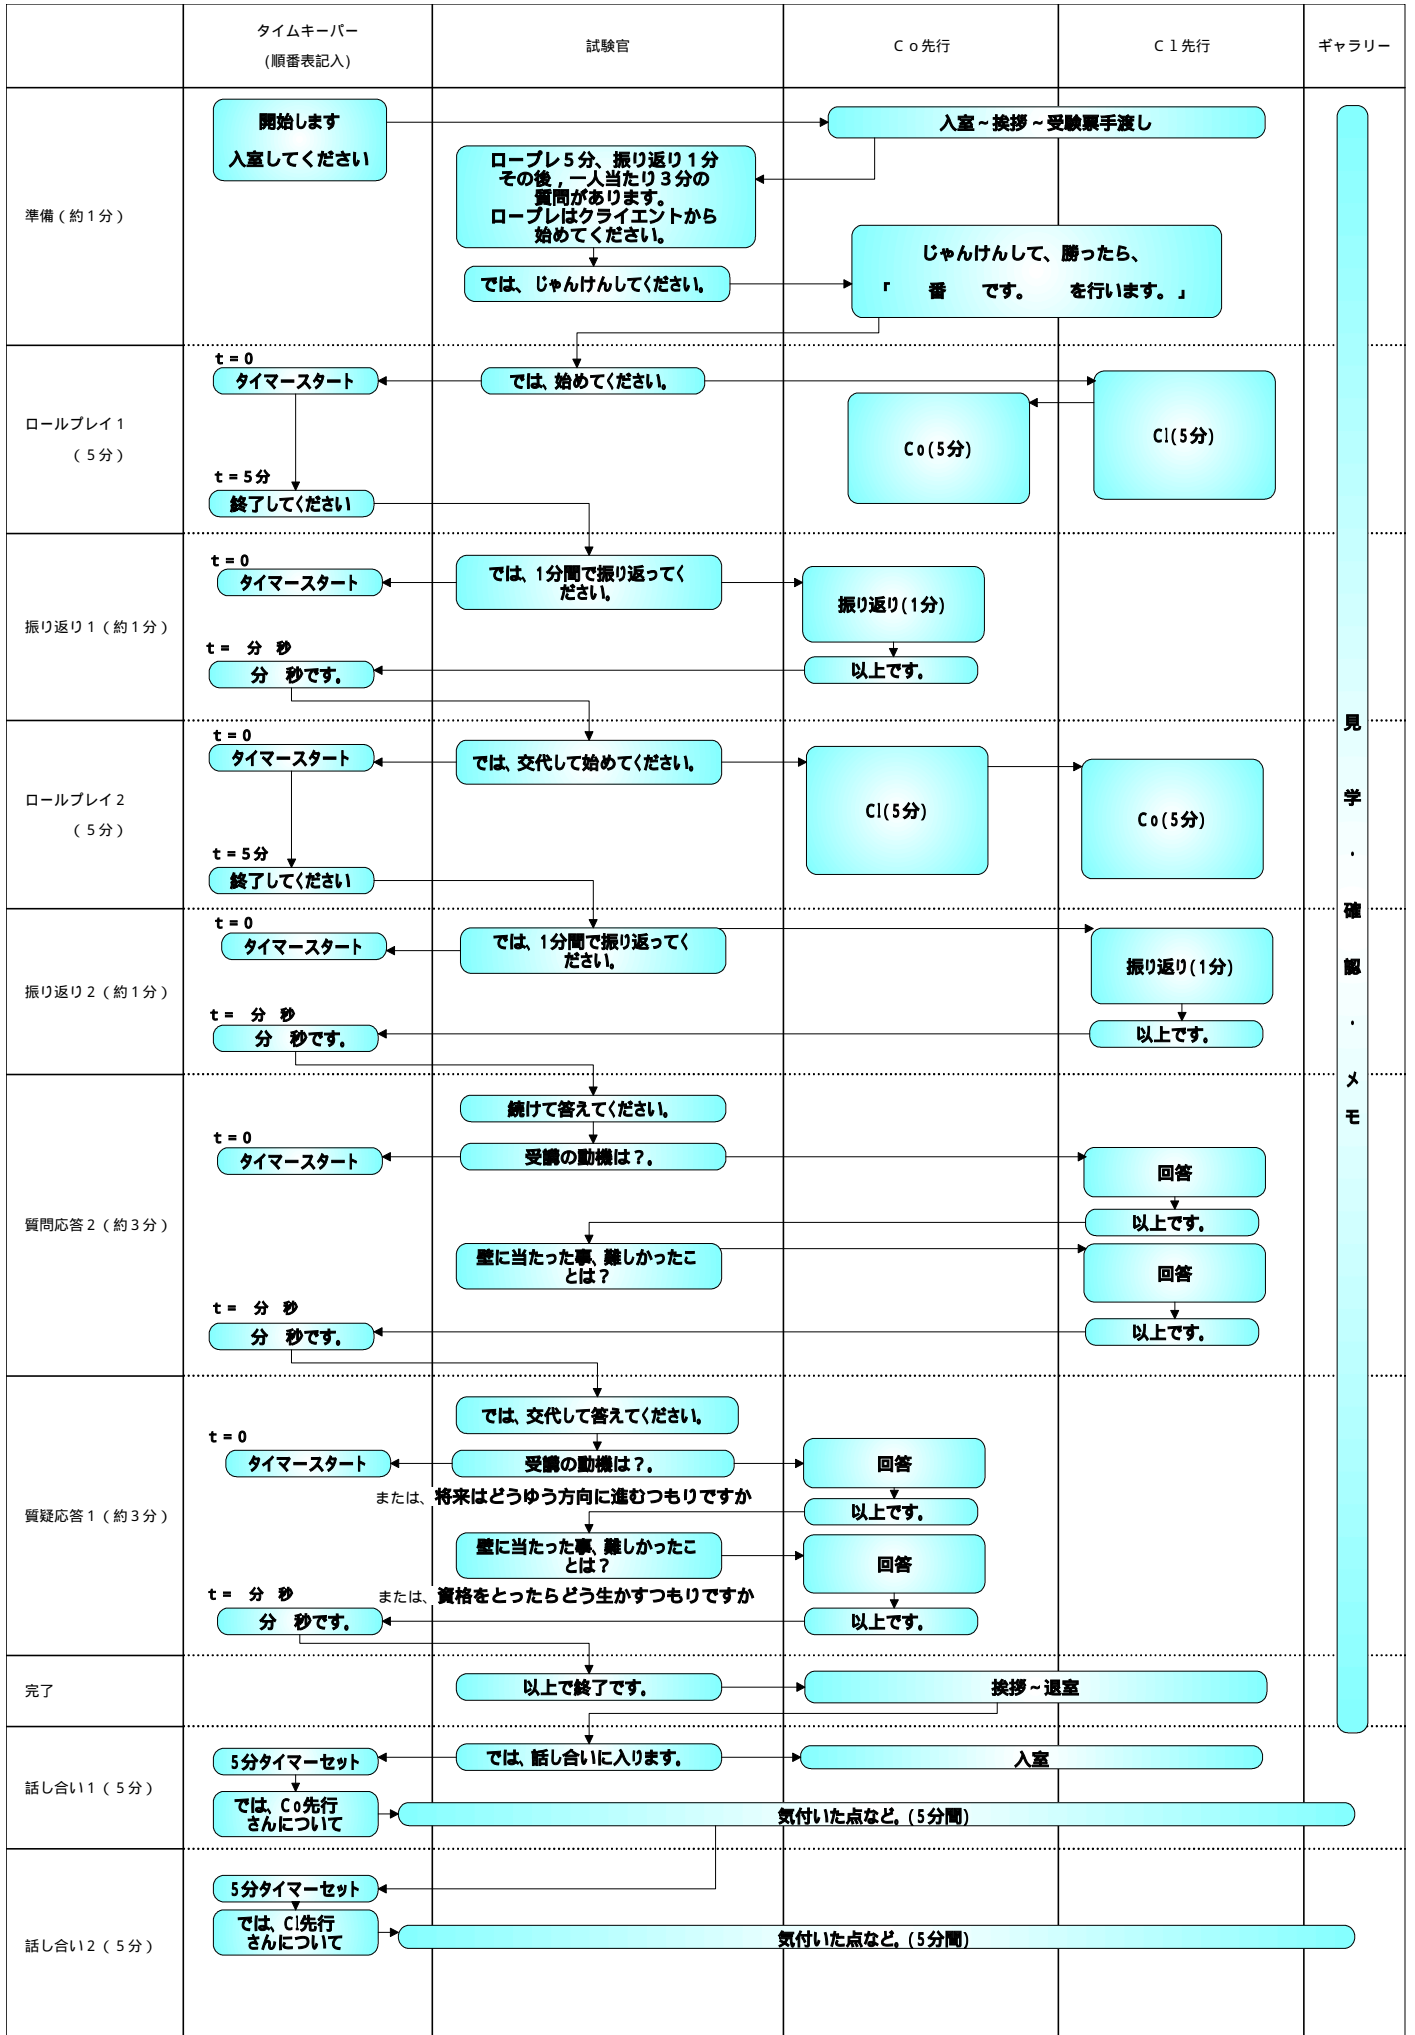 タイムキーパー
(順番表記入)
試験官
Ｃｏ先行
Ｃｌ先行
ギャラリー
準備（約１分）
開始します
入室してください
入室～挨拶～受験票手渡し
ロープレ５分、振り返り１分
その後，一人当たり３分の
質問があります。
ロープレはクライエントから
始めてください。
では、じゃんけんしてください。
じゃんけんして、勝ったら、
「　　番　　です。　　を行います。」
ロールプレイ１
（５分）
t = 0
タイマースタート
では、始めてください。
Co(5分)
Cl(5分)
t = 5分
終了してください
振り返り１（約１分）
t = 0
タイマースタート
では、1分間で振り返ってく
ださい。
振り返り(1分)
以上です。
t =　分　秒
分　秒です。
ロールプレイ２
（５分）
t = 0
タイマースタート
では、交代して始めてください。
Cl(5分)
Co(5分)
t = 5分
終了してください
振り返り２（約１分）
t = 0
タイマースタート
では、1分間で振り返ってく
ださい。
振り返り(1分)
以上です。
t =　分　秒
分　秒です。
質問応答２（約３分）
続けて答えてください。
t = 0
タイマースタート
受講の動機は？。
回答
以上です。
壁に当たった事、難しかったこ
とは？
回答
以上です。
t =　分　秒
分　秒です。
質疑応答１（約３分）
では、交代して答えてください。
t = 0
タイマースタート
受講の動機は？。
回答
または、将来はどうゆう方向に進むつもりですか
以上です。
壁に当たった事、難しかったこ
とは？
回答
t =　分　秒
または、資格をとったらどう生かすつもりですか
分　秒です。
以上です。
完了
以上で終了です。
挨拶～退室
見学・確認・メモ
話し合い１（５分）
5分タイマーセット
では、話し合いに入ります。
入室
では、Co先行
さんについて
気付いた点など。(5分間)
話し合い２（５分）
5分タイマーセット
では、Cl先行
さんについて
気付いた点など。(5分間)